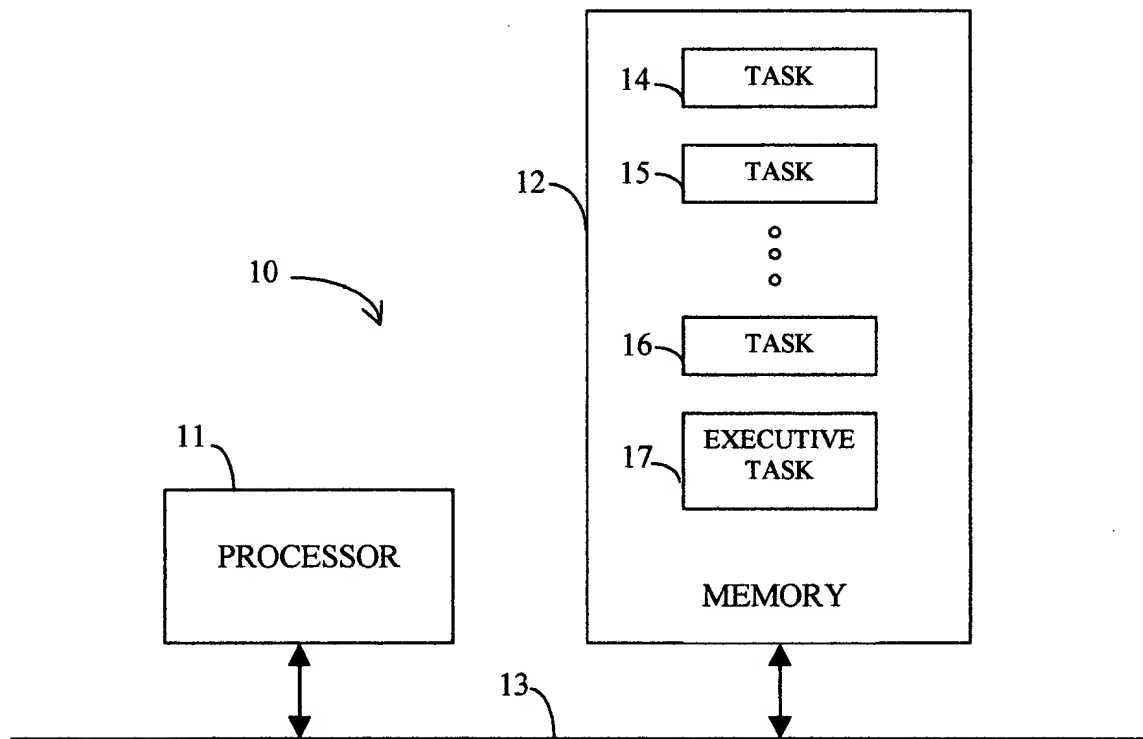 14
TASK
12
15
TASK
10
16
TASK
11
17
EXECUTIVE
TASK
PROCESSOR
MEMORY
13